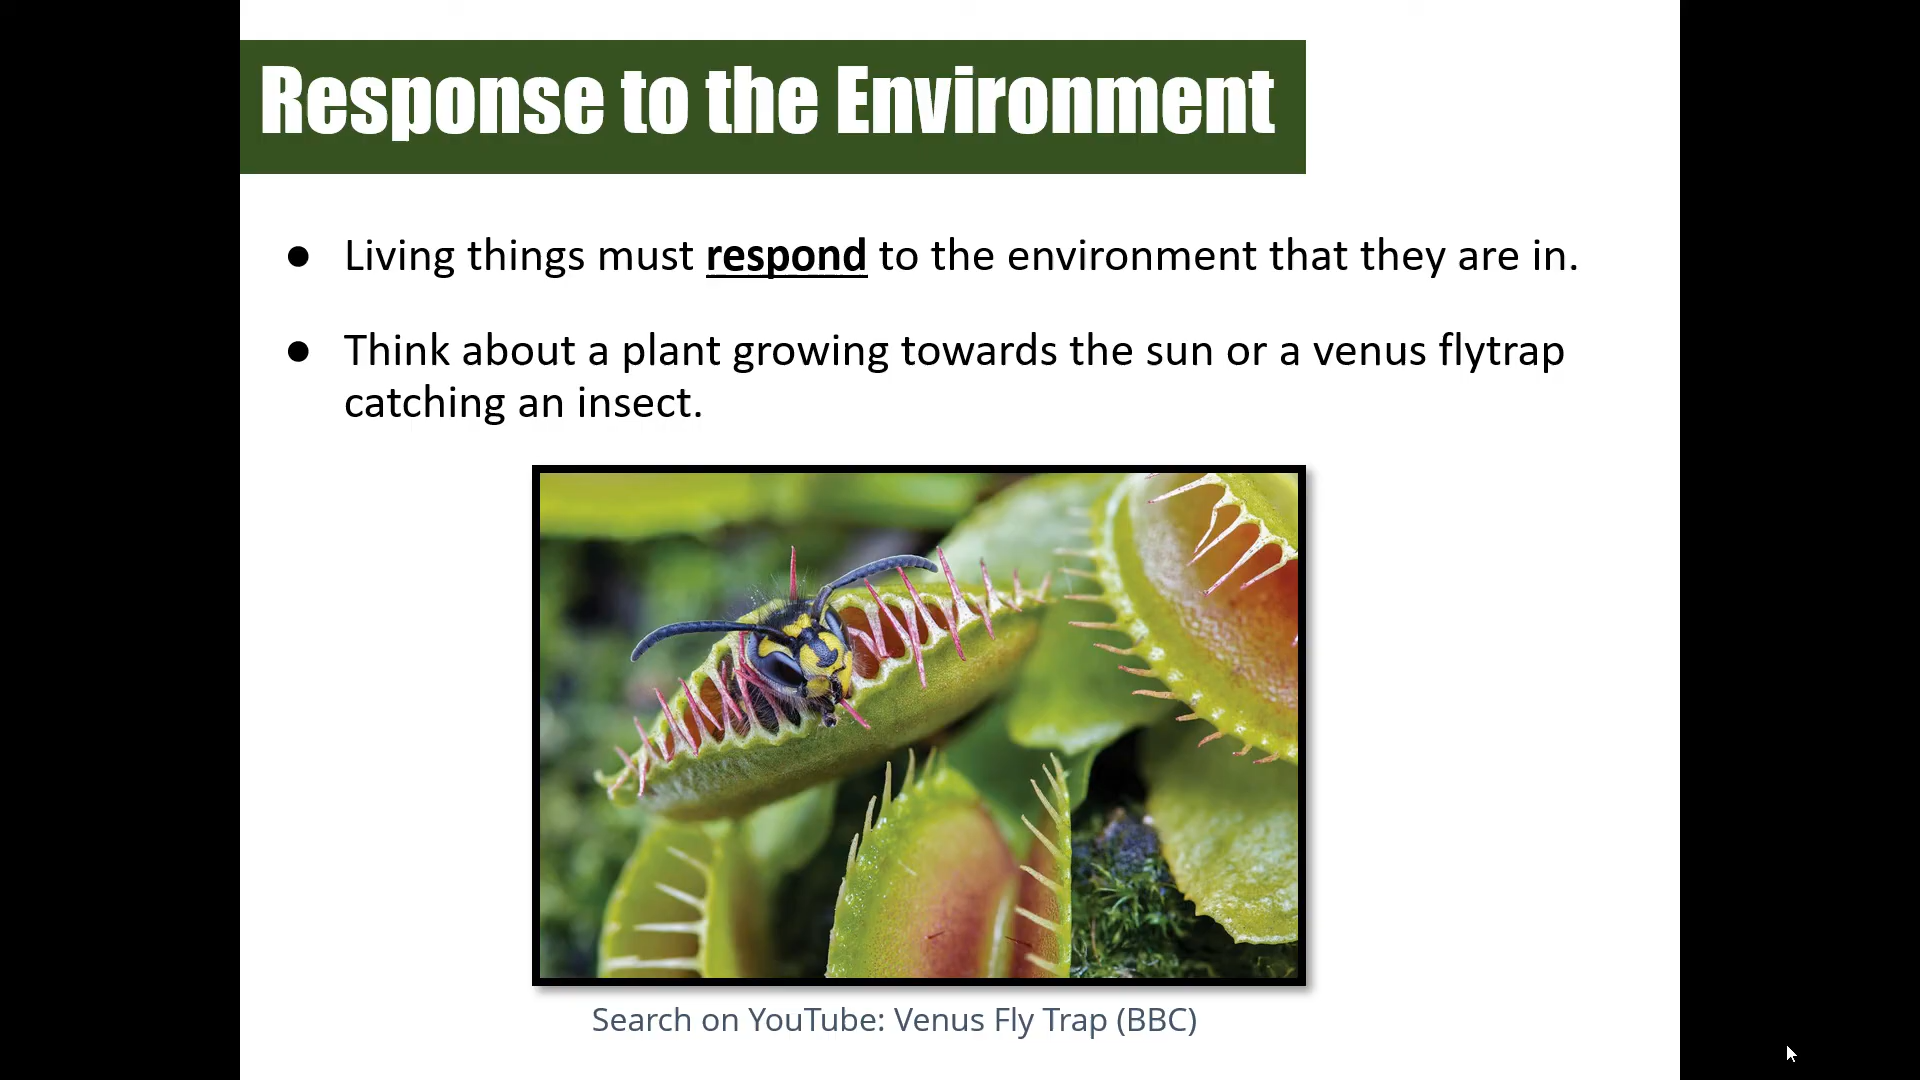 Response to the Environment
● Living things must respond to the environment that they are in.
● Think about a plant growing towards the sun or a venus flytrap
catching an insect.
Search on YouTube: Venus Fly Trap (BBC)